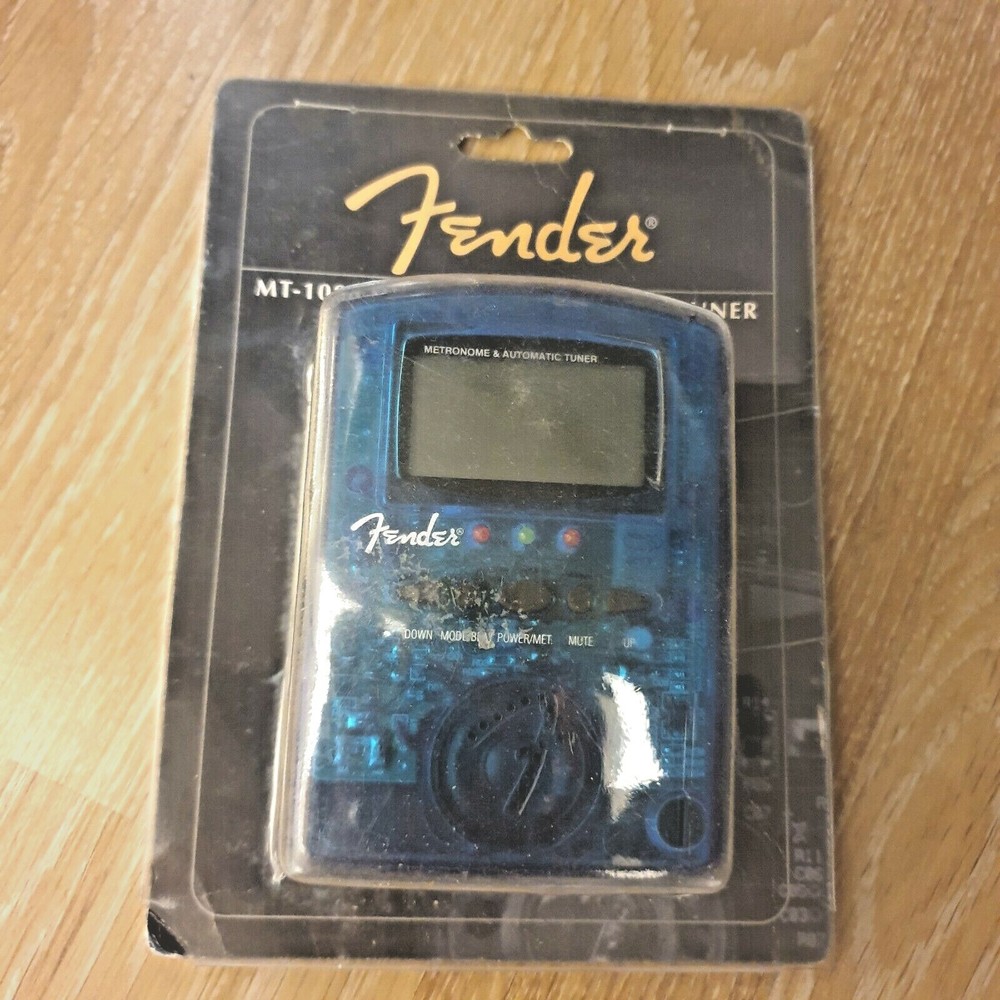 Fender®
MT-10
NER
METRONOME & AUTOMATIC TUNER
Fender®
DOWN POWER/MET. MUTE UP